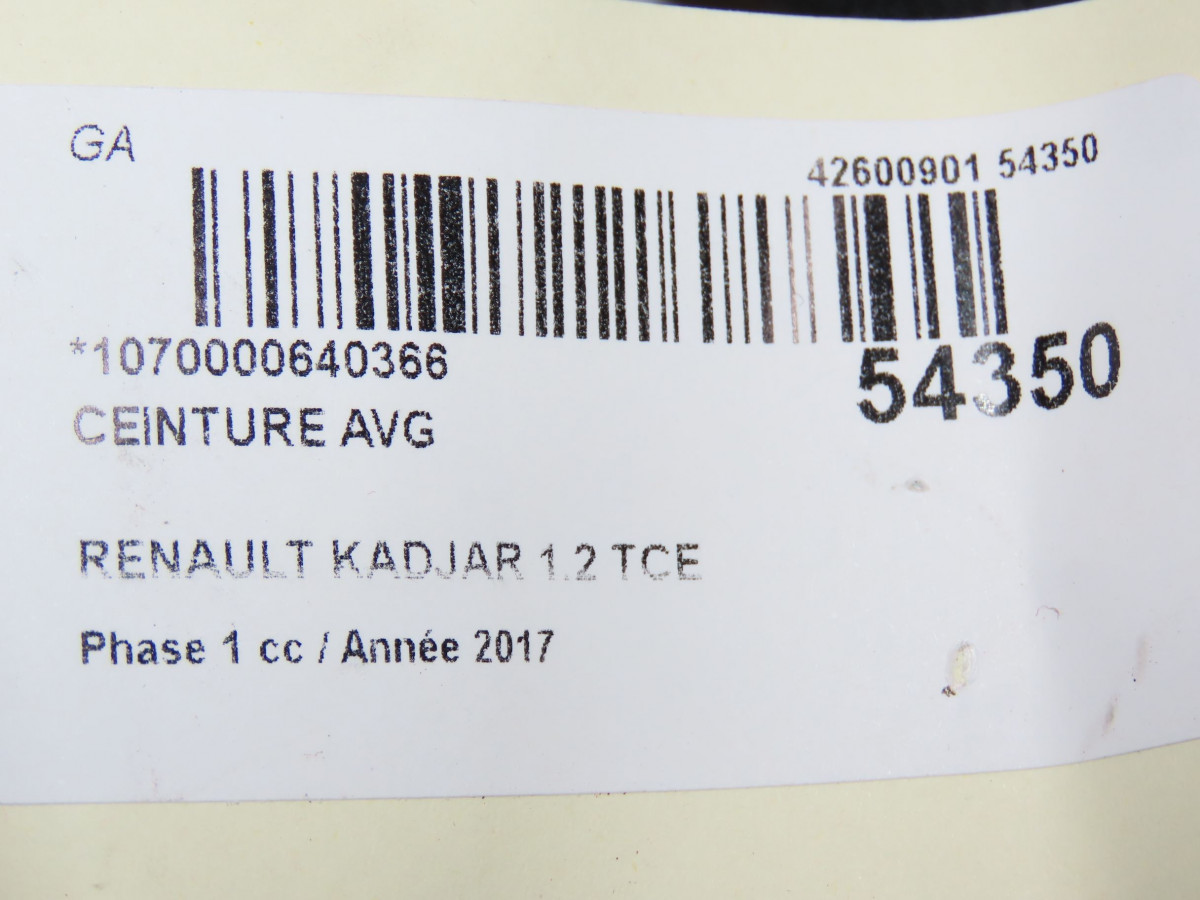 GA
42600901 54350
*1070000640366
54350
CEINTURE AVG
RENAULT KADJAR 1.2 TCE
Phase 1 cc / Année 2017